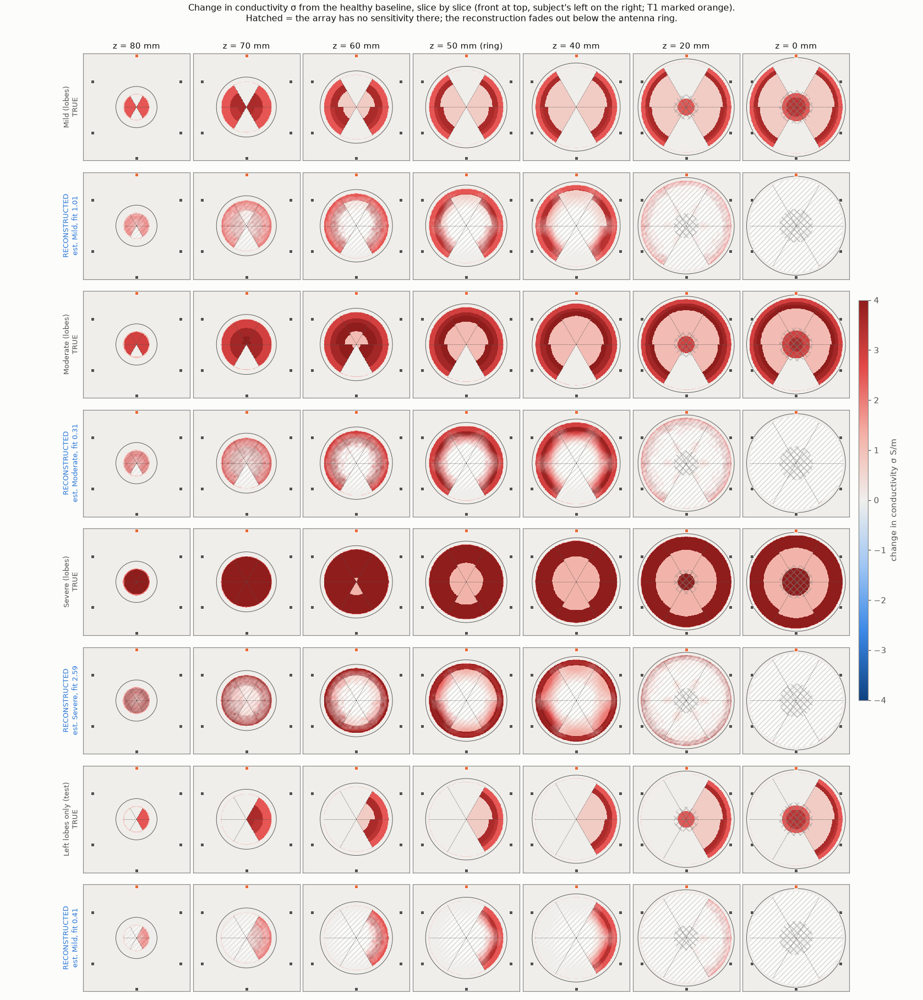 Change in conductivity σ from the healthy baseline, slice by slice (front at top, subject's left on the right; T1 marked orange).
Hatched = the array has no sensitivity there; the reconstruction fades out below the antenna ring.
z = 80 mm
z = 70 mm
z = 60 mm
z = 50 mm (ring)
z = 40 mm
z = 20 mm
z = 0 mm
Mild (lobes)
TRUE
RECONSTRUCTED
est. Mild, fit 1.01
Moderate (lobes)
TRUE
RECONSTRUCTED
est. Moderate, fit 0.31
Severe (lobes)
TRUE
RECONSTRUCTED
est. Severe, fit 2.59
Left lobes only (test)
TRUE
RECONSTRUCTED
est. Mild, fit 0.41
4
3
2
1
0
−1
−2
−3
−4
change in conductivity σ S/m